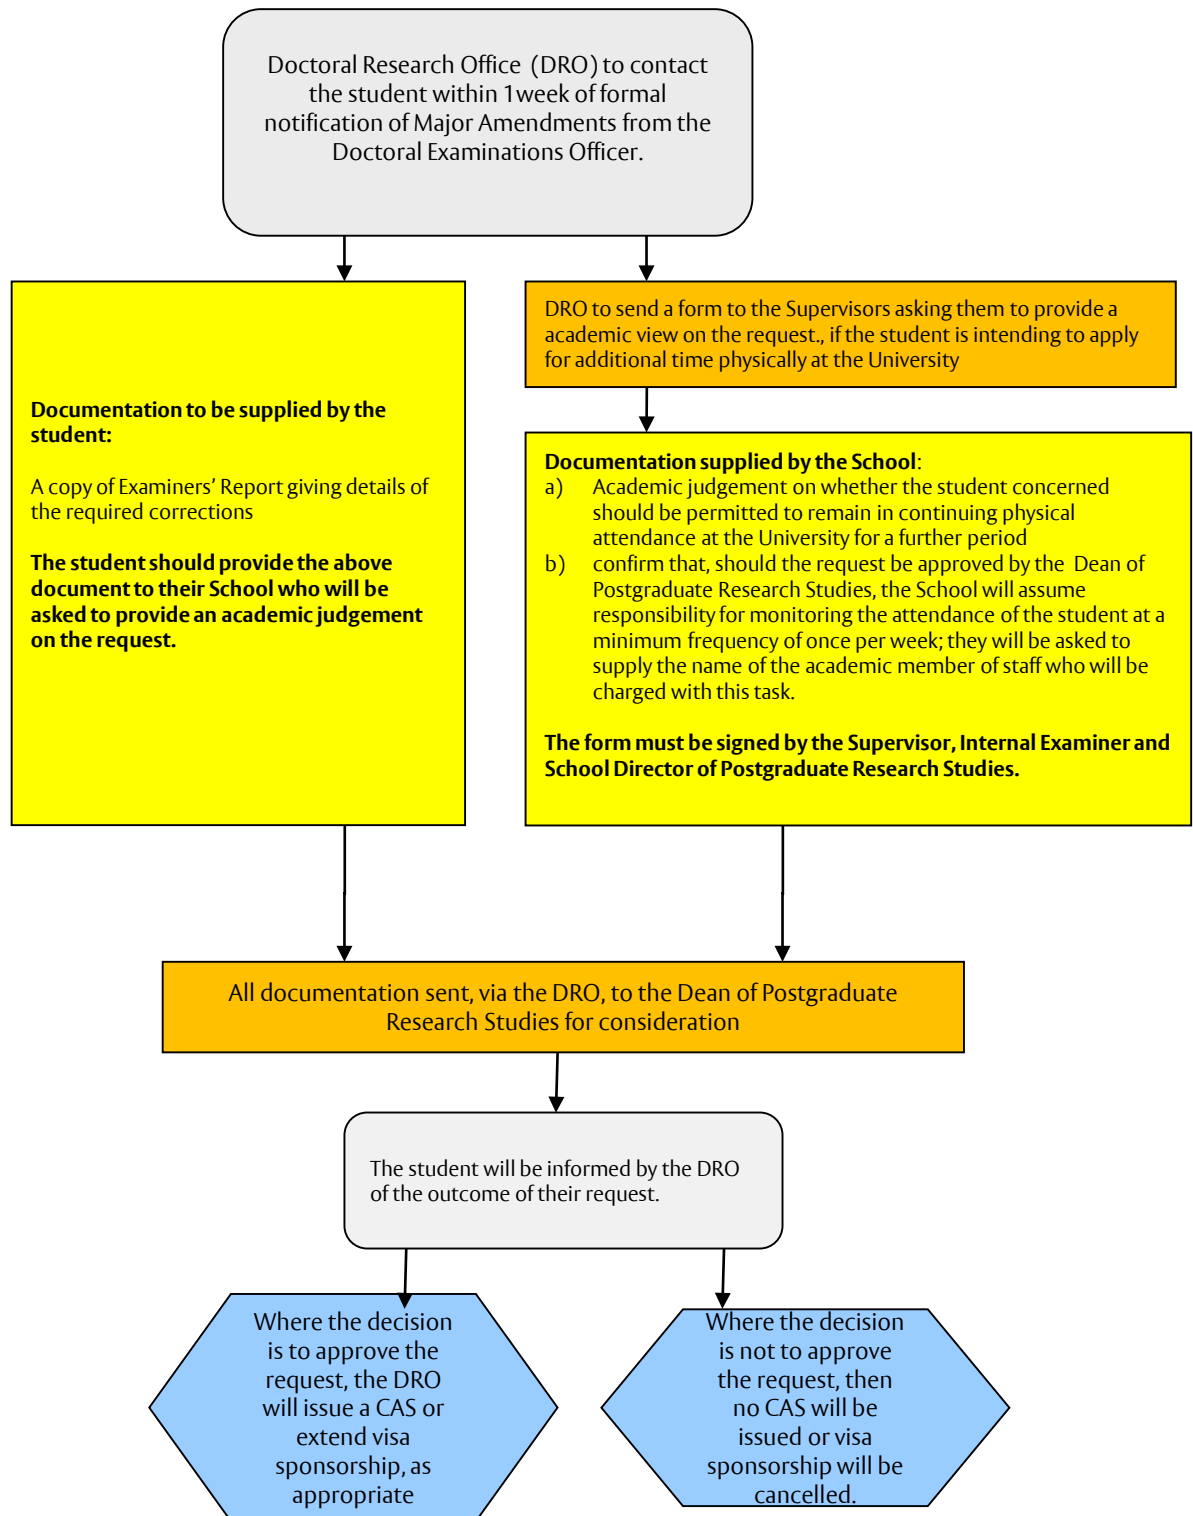 Doctoral Research Office  (DRO) to contact
the student within 1week of formal
notification of Major Amendments from the
Doctoral Examinations Officer.
Documentation to be supplied by the
student:
A copy of Examiners’ Report giving details of
the required corrections
The student should provide the above
document to their School who will be
asked to provide an academic judgement
on the request.
DRO to send a form to the Supervisors asking them to provide a
academic view on the request., if the student is intending to apply
for additional time physically at the University
Documentation supplied by the School:
a) Academic judgement on whether the student concerned
should be permitted to remain in continuing physical
attendance at the University for a further period
b) confirm that, should the request be approved by the  Dean of
Postgraduate Research Studies, the School will assume
responsibility for monitoring the attendance of the student at a
minimum frequency of once per week; they will be asked to
supply the name of the academic member of staff who will be
charged with this task.
The form must be signed by the Supervisor, Internal Examiner and
School Director of Postgraduate Research Studies.
All documentation sent, via the DRO, to the Dean of Postgraduate
Research Studies for consideration
The student will be informed by the DRO
of the outcome of their request.
Where the decision
is to approve the
request, the DRO
will issue a CAS or
extend visa
sponsorship, as
appropriate
Where the decision
is not to approve
the request, then
no CAS will be
issued or visa
sponsorship will be
cancelled.